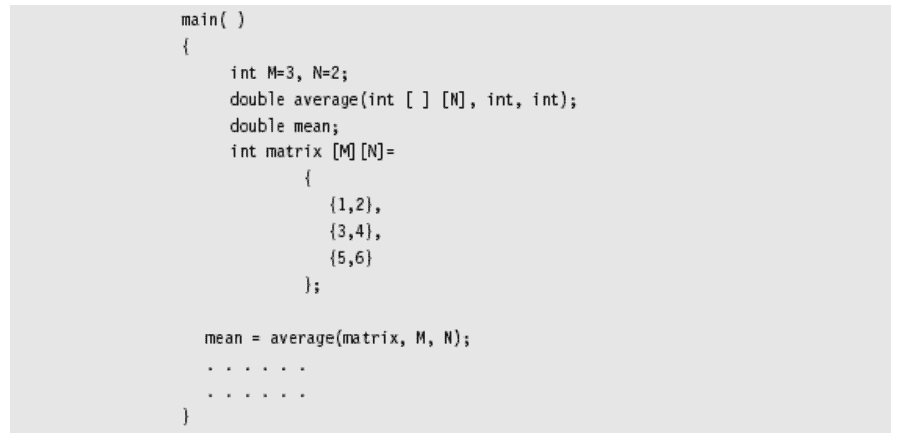 main( )
{
int M=3, N=2;
double average(int [ ] [N], int, int);
double mean;
int matrix [M][N]=
{
{1,2},
{3,4},
{5,6}
};
mean = average(matrix, M, N);
. . . . . .
. . . . . .
}